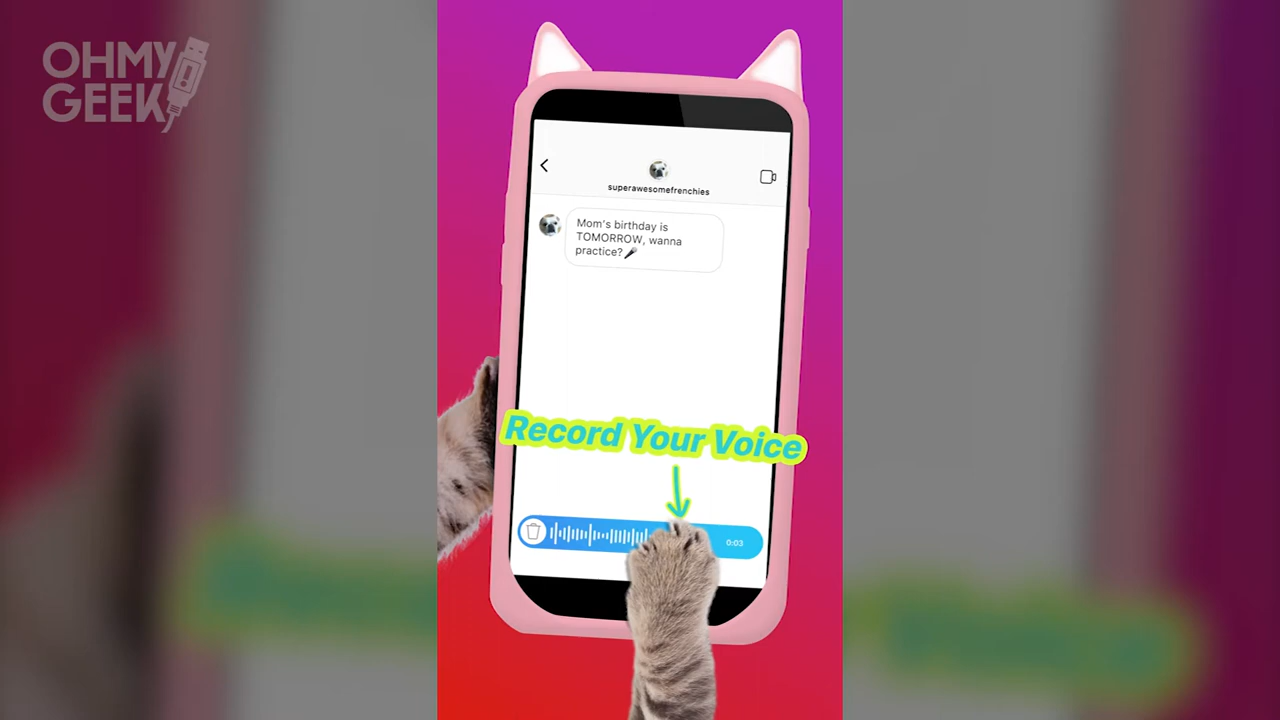 OHMY
GEEK
superawesomefrenchies
Mom's birthday is
TOMORROW, wanna
practice?🎤
Record Your Voice
0:03